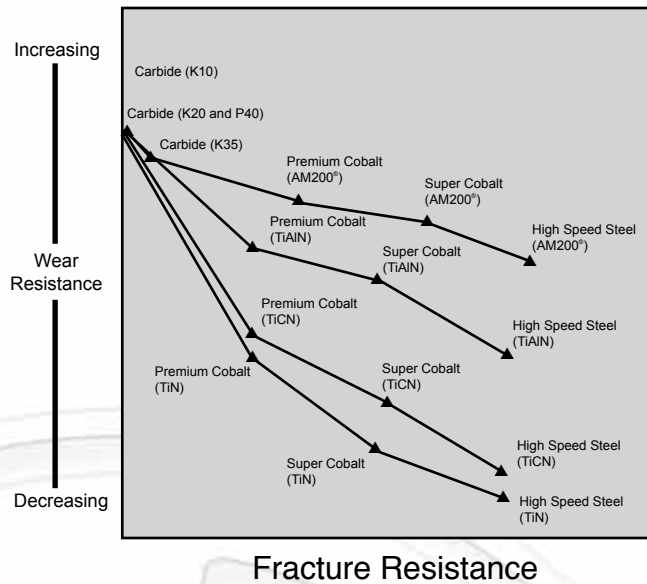 Increasing
Carbide (K10)
Carbide (K20 and P40)
Carbide (K35)
Premium Cobalt
(AM200®)
Super Cobalt
(AM200®)
High Speed Steel
(AM200®)
Premium Cobalt
(TiAlN)
Super Cobalt
(TiAlN)
High Speed Steel
(TiAlN)
Wear
Resistance
Premium Cobalt
(TiCN)
Super Cobalt
(TiCN)
High Speed Steel
(TiCN)
Premium Cobalt
(TiN)
Super Cobalt
(TiN)
High Speed Steel
(TiN)
Decreasing
Fracture Resistance